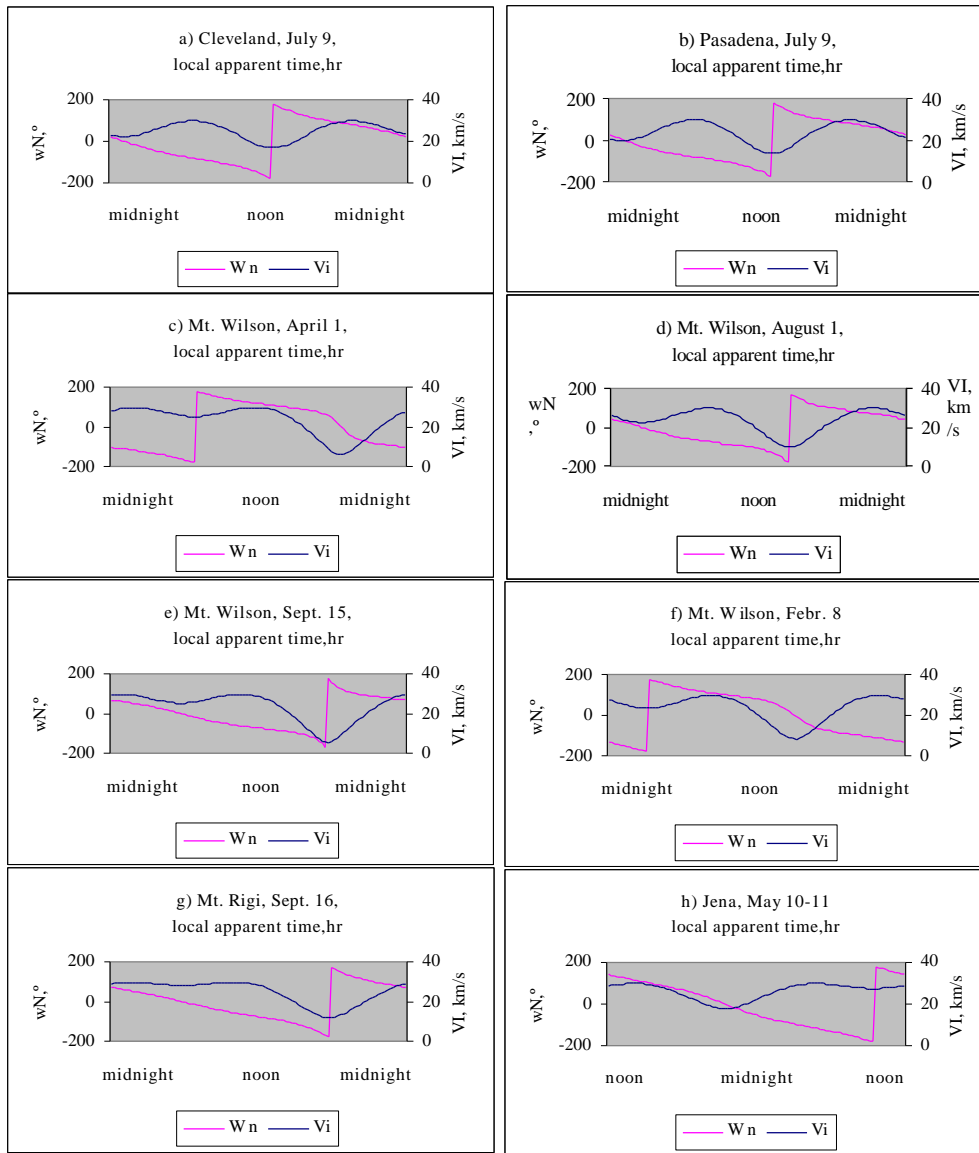 a) Cleveland, July 9,
local apparent time,hr
wN,º
200
0
-200
40
20
0
VI, km/s
midnight noon midnight
Wn Vi
b) Pasadena, July 9,
local apparent time,hr
wN,º
200
0
-200
40
20
0
VI, km/s
midnight noon midnight
Wn Vi
c) Mt. Wilson, April 1,
local apparent time,hr
wN,º
200
0
-200
40
20
0
VI, km/s
midnight noon midnight
Wn Vi
d) Mt. Wilson, August 1,
local apparent time,hr
wN
,º
200
0
-200
40
20
0
VI,
km
/s
midnight noon midnight
Wn Vi
e) Mt. Wilson, Sept. 15,
local apparent time,hr
wN,º
200
0
-200
40
20
0
VI, km/s
midnight noon midnight
Wn Vi
f) Mt. Wilson, Febr. 8
local apparent time,hr
wN,º
200
0
-200
40
20
0
VI, km/s
midnight noon midnight
Wn Vi
g) Mt. Rigi, Sept. 16,
local apparent time,hr
wN,º
200
0
-200
40
20
0
VI, km/s
midnight noon midnight
Wn Vi
h) Jena, May 10-11
local apparent time,hr
wN,º
200
0
-200
40
20
0
VI, km/s
noon midnight noon
Wn Vi